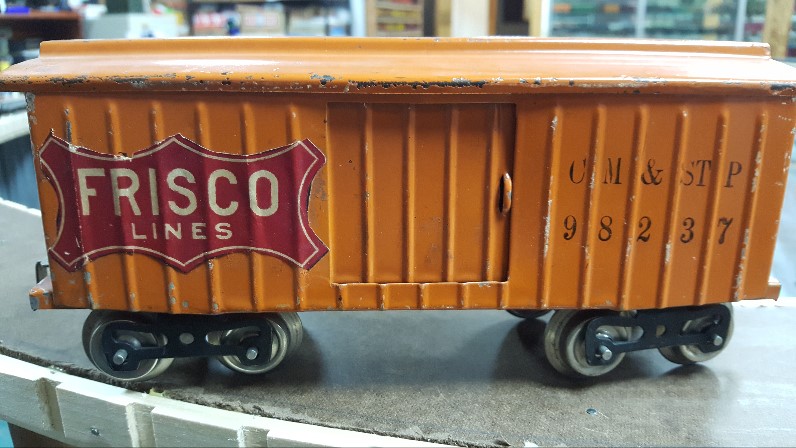 FRISCO
LINES
C M & ST P
98237